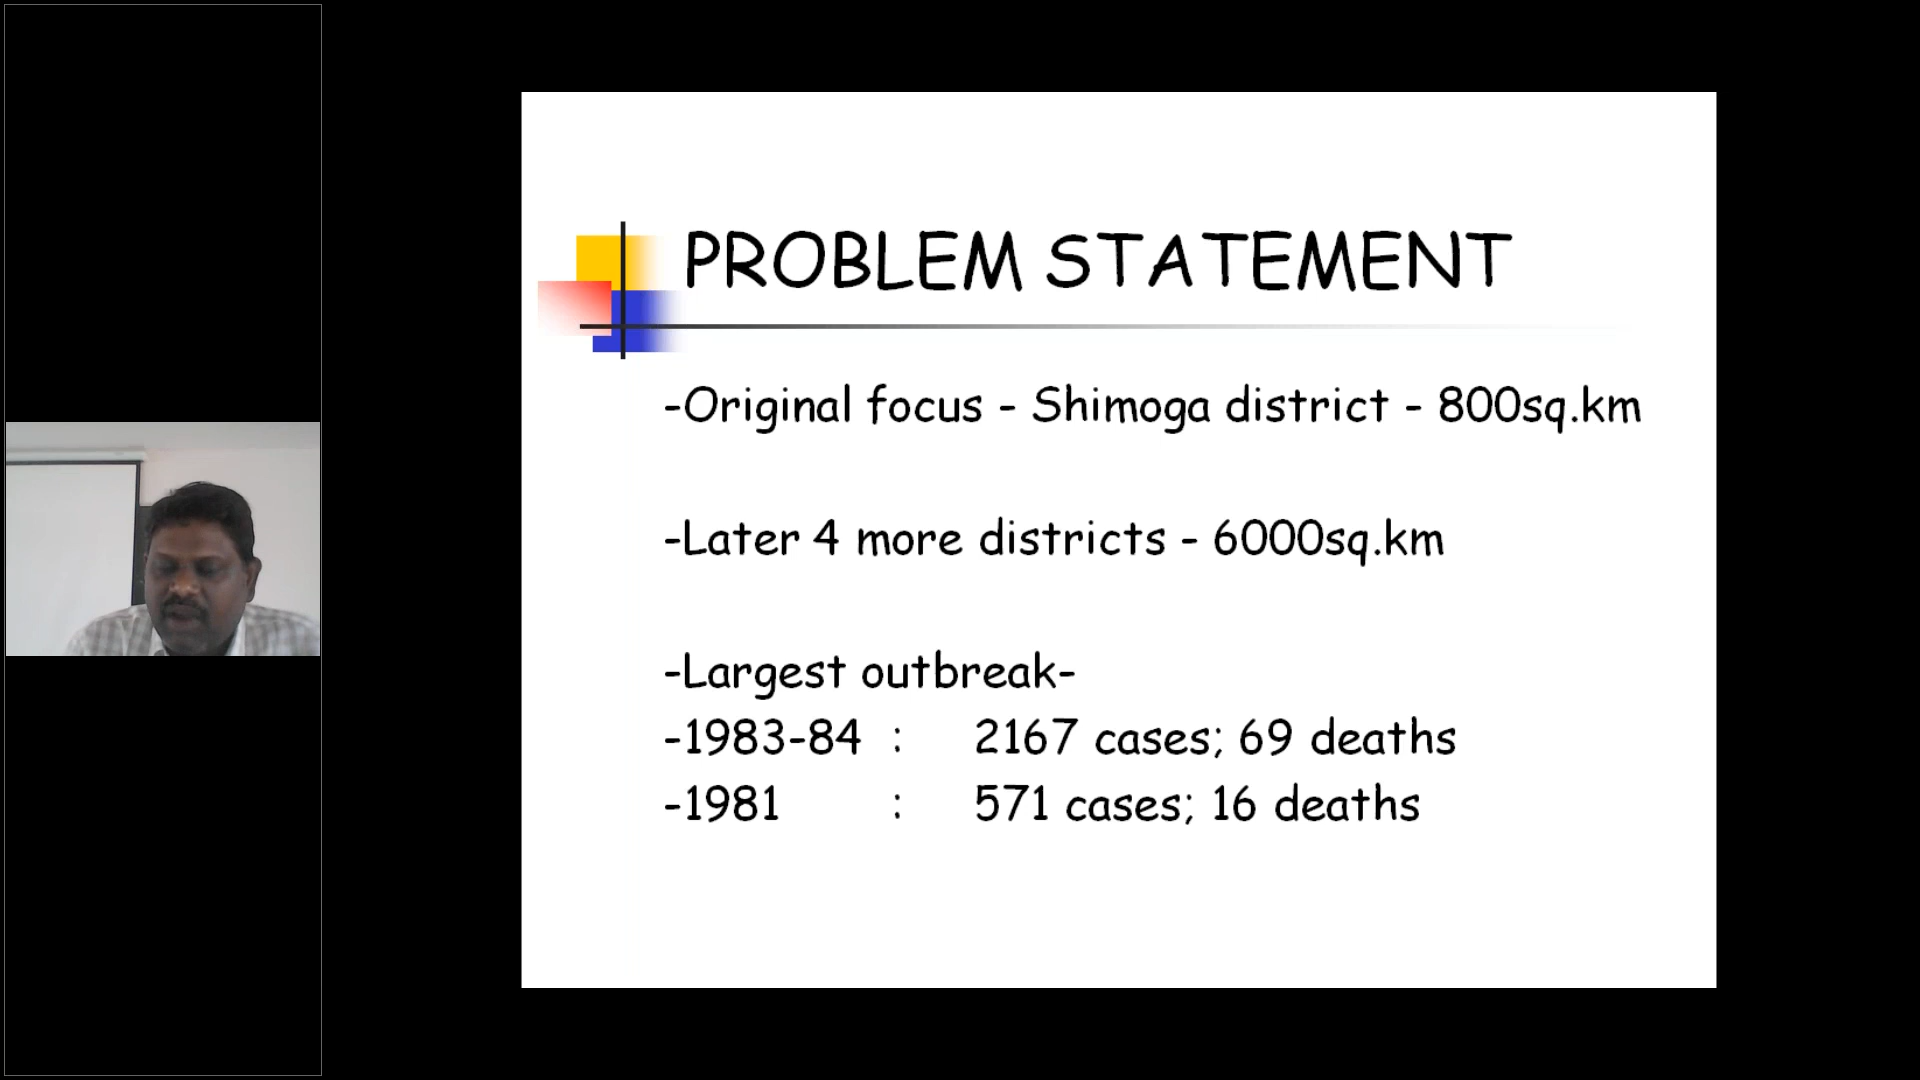 PROBLEM STATEMENT
-Original focus - Shimoga district - 800sq.km
-Later 4 more districts - 6000sq.km
-Largest outbreak-
-1983-84 : 2167 cases; 69 deaths
-1981 : 571 cases; 16 deaths